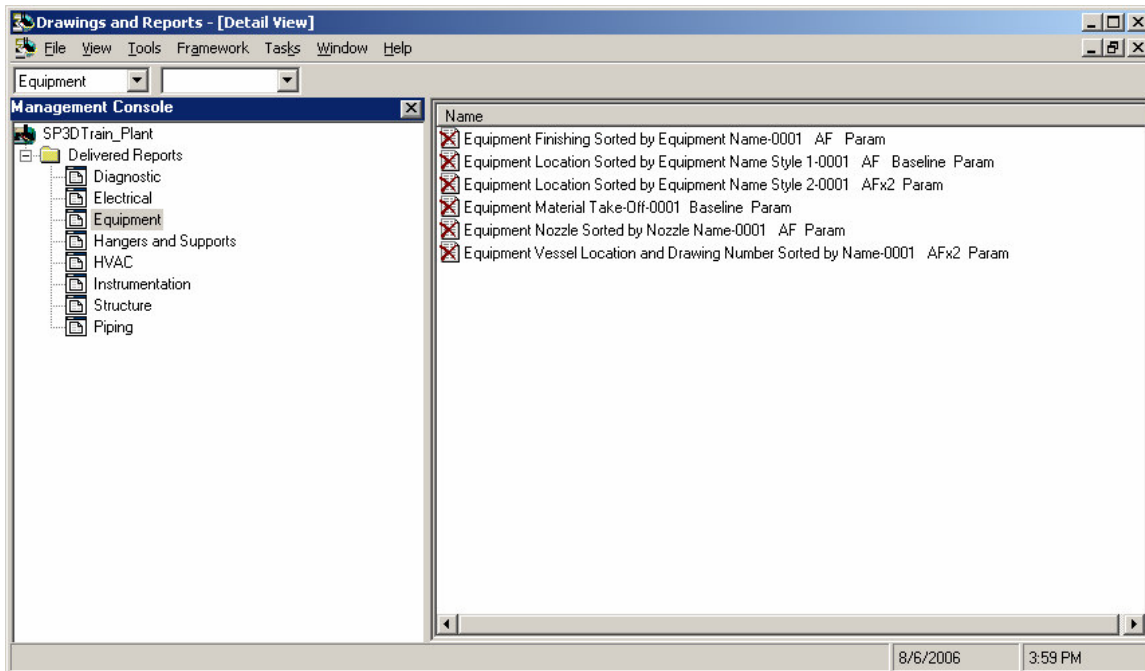 Drawings and Reports - [Detail View]
File View Tools Framework Tasks Window Help
Equipment
Management Console
SP3DTrain_Plant
Delivered Reports
Diagnostic
Electrical
Equipment
Hangers and Supports
HVAC
Instrumentation
Structure
Piping
Name
Equipment Finishing Sorted by Equipment Name-0001 AF Param
Equipment Location Sorted by Equipment Name Style 1-0001 AF Baseline Param
Equipment Location Sorted by Equipment Name Style 2-0001 AFx2 Param
Equipment Material Take-Off-0001 Baseline Param
Equipment Nozzle Sorted by Nozzle Name-0001 AF Param
Equipment Vessel Location and Drawing Number Sorted by Name-0001 AFx2 Param
8/6/2006 3:59 PM